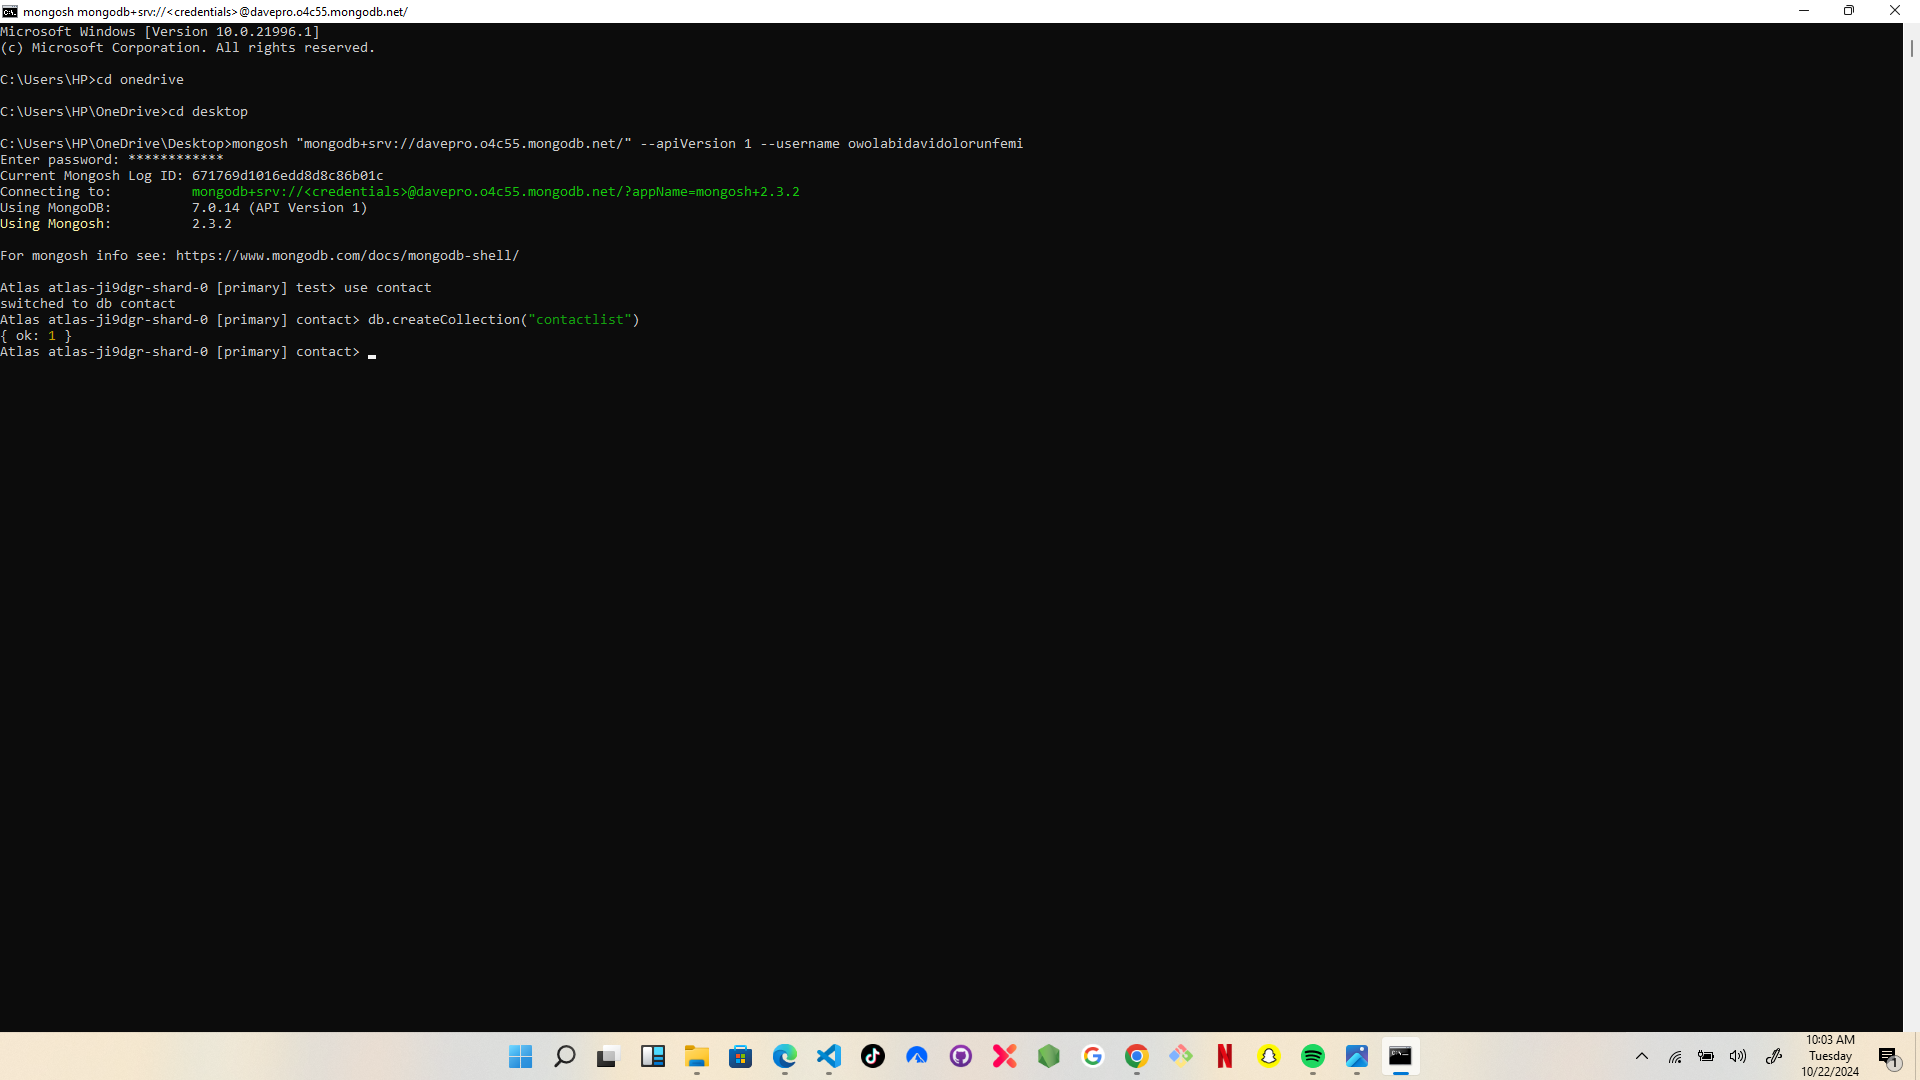 mongosh mongodb+srv://<credentials>@davepro.o4c55.mongodb.net/
Microsoft Windows [Version 10.0.21996.1]
(c) Microsoft Corporation. All rights reserved.
C:\Users\HP>cd onedrive
C:\Users\HP\OneDrive>cd desktop
C:\Users\HP\OneDrive\Desktop>mongosh "mongodb+srv://davepro.o4c55.mongodb.net/" --apiVersion 1 --username owolabidavidolorunfemi
Enter password: ************
Current Mongosh Log ID: 671769d1016edd8d8c86b01c
Connecting to: mongodb+srv://<credentials>@davepro.o4c55.mongodb.net/?appName=mongosh+2.3.2
Using MongoDB: 7.0.14 (API Version 1)
Using Mongosh: 2.3.2
For mongosh info see: https://www.mongodb.com/docs/mongodb-shell/
Atlas atlas-ji9dgr-shard-0 [primary] test> use contact
switched to db contact
Atlas atlas-ji9dgr-shard-0 [primary] contact> db.createCollection("contactlist")
{ ok: 1 }
Atlas atlas-ji9dgr-shard-0 [primary] contact>
10:03 AM
Tuesday
10/22/2024
1